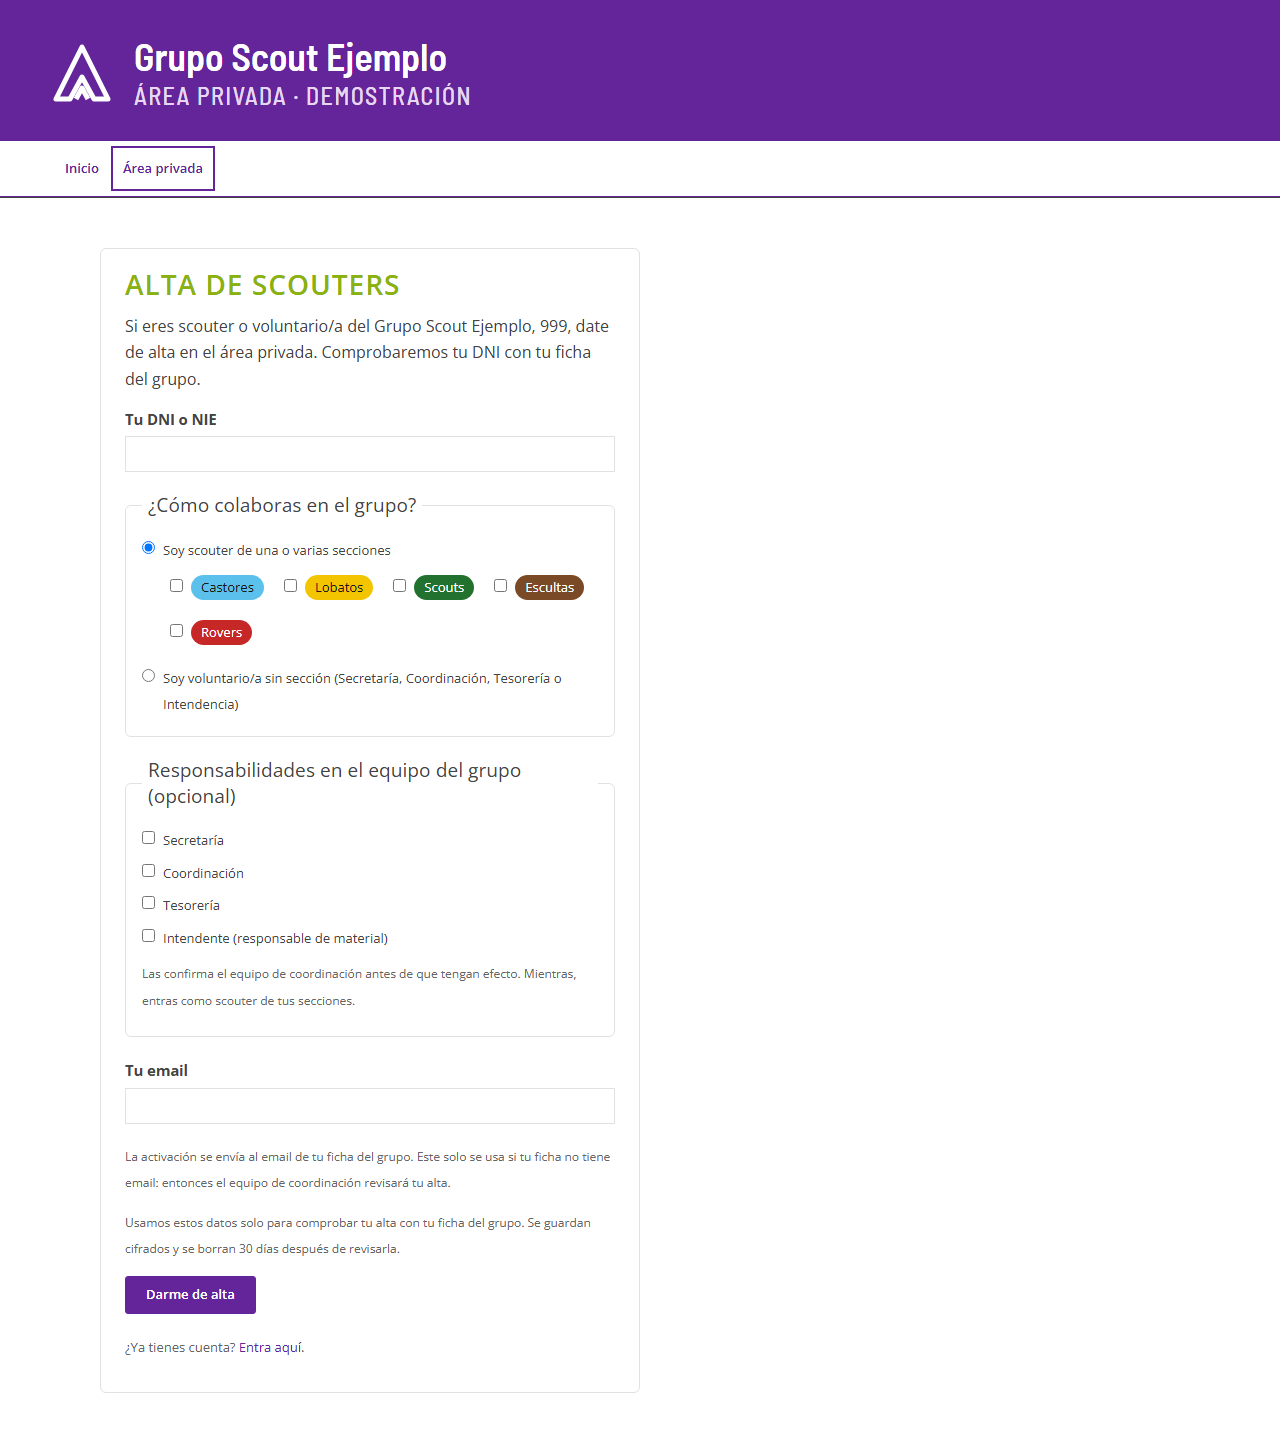 Grupo Scout Ejemplo
ÁREA PRIVADA · DEMOSTRACIÓN
Inicio
Área privada
ALTA DE SCOUTERS
Si eres scouter o voluntario/a del Grupo Scout Ejemplo, 999, date
de alta en el área privada. Comprobaremos tu DNI con tu ficha
del grupo.
Tu DNI o NIE
¿Cómo colaboras en el grupo?
Soy scouter de una o varias secciones
Castores
Lobatos
Scouts
Escultas
Rovers
Soy voluntario/a sin sección (Secretaría, Coordinación, Tesorería o
Intendencia)
Responsabilidades en el equipo del grupo
(opcional)
Secretaría
Coordinación
Tesorería
Intendente (responsable de material)
Las confirma el equipo de coordinación antes de que tengan efecto. Mientras,
entras como scouter de tus secciones.
Tu email
La activación se envía al email de tu ficha del grupo. Este solo se usa si tu ficha no tiene
email: entonces el equipo de coordinación revisará tu alta.
Usamos estos datos solo para comprobar tu alta con tu ficha del grupo. Se guardan
cifrados y se borran 30 días después de revisarla.
Darme de alta
¿Ya tienes cuenta? Entra aquí.